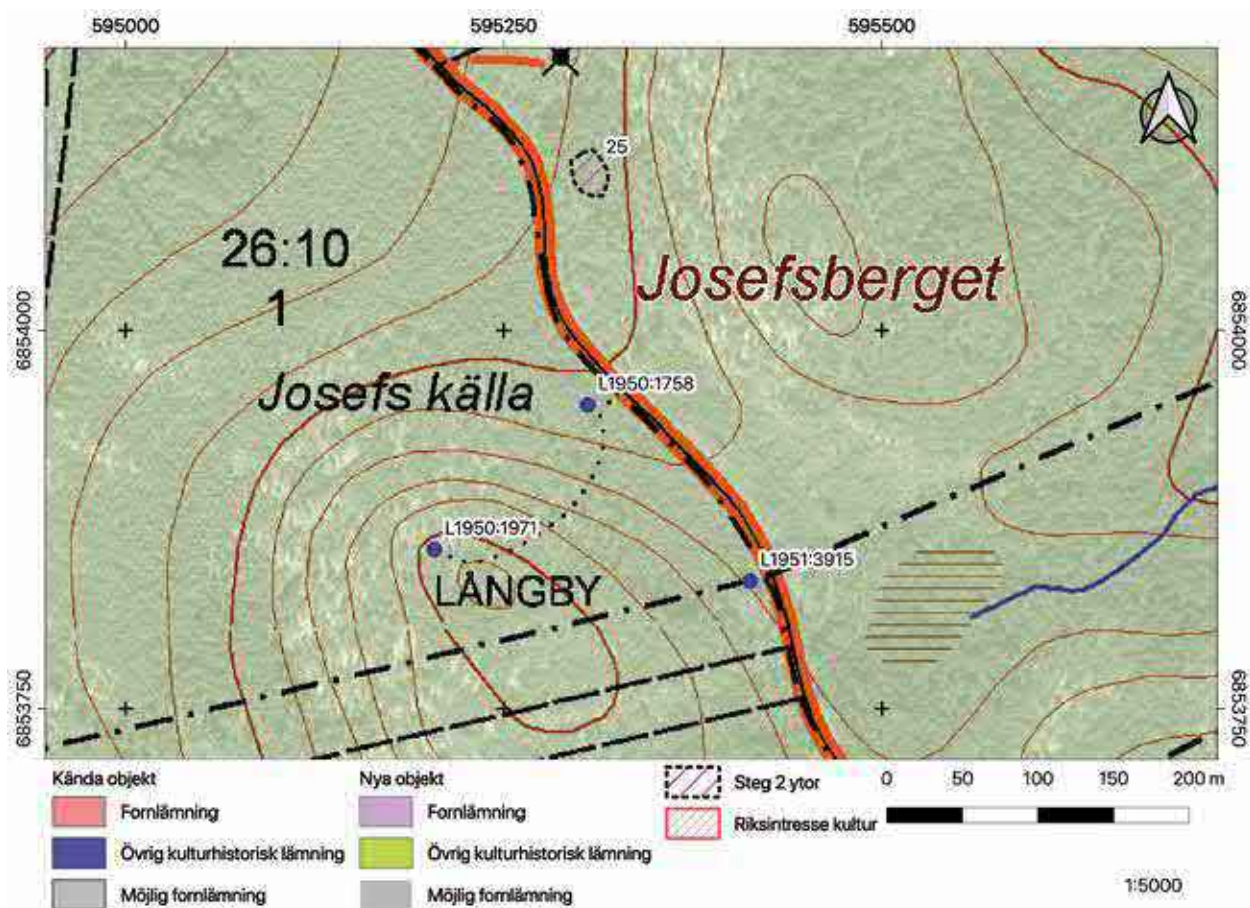 595000 595250 595500
25
26:10
1
Josefsberget
6854000 6854000
L1950:1758
Josefs källa
L1950:1971
LÅNGBY
L1951:3915
6853750 6853750
Kända objekt
Fornlämning
Övrig kulturhistorisk lämning
Möjlig fornlämning
Nya objekt
Fornlämning
Övrig kulturhistorisk lämning
Möjlig fornlämning
Steg 2 ytor
Riksintresse kultur
0 50 100 150 200 m
1:5000